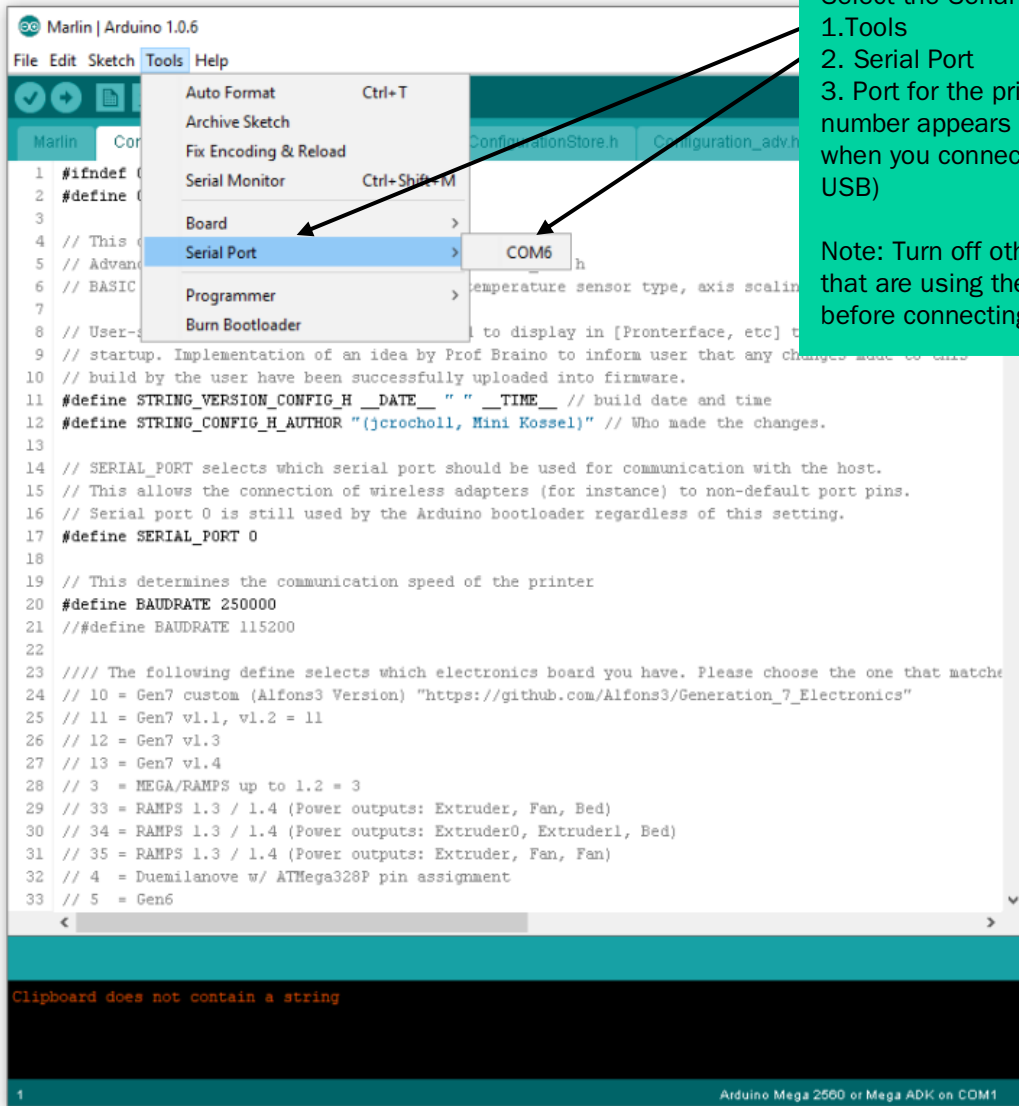 Marlin | Arduino 1.0.6
File Edit Sketch Tools Help
Select the Serial
1.Tools
2. Serial Port
3. Port for the
number appears
when you
USB)
Note: Turn off
that are using
before
Auto Format Ctrl+T
Archive Sketch
Fix Encoding & Reload
Serial Monitor Ctrl+Shift+M
Board >
Serial Port >
COM6
Programmer >
Burn Bootloader
Marlin
ConfigurationStore.h
Configuration_adv.h
1 #ifndef
2 #define
3
4 // This
5 // h
6 // BASIC temperature sensor type, axis
7
8 // to display in [Pronterface, etc]
9 // startup. Implementation of an idea by Prof Braino to inform user that any changes made to this
10 // build by the user have been successfully uploaded into firmware.
11 #define STRING_VERSION_CONFIG_H __DATE__ " " __TIME__ // build date and time
12 #define STRING_CONFIG_H_AUTHOR "(jcrocholl, Mini Kossel)" // Who made the changes.
13
14 // SERIAL_PORT selects which serial port should be used for communication with the host.
15 // This allows the connection of wireless adapters (for instance) to non-default port pins.
16 // Serial port 0 is still used by the Arduino bootloader regardless of this setting.
17 #define SERIAL_PORT 0
18
19 // This determines the communication speed of the printer
20 #define BAUDRATE 250000
21 //#define BAUDRATE 115200
22
23 //// The following define selects which electronics board you have. Please choose the one that
24 // 10 = Gen7 custom (Alfons3 Version) "https://github.com/Alfons3/Generation_7_Electronics"
25 // 11 = Gen7 v1.1, v1.2 = 11
26 // 12 = Gen7 v1.3
27 // 13 = Gen7 v1.4
28 // 3 = MEGA/RAMPS up to 1.2 = 3
29 // 33 = RAMPS 1.3 / 1.4 (Power outputs: Extruder, Fan, Bed)
30 // 34 = RAMPS 1.3 / 1.4 (Power outputs: Extruder0, Extruder1, Bed)
31 // 35 = RAMPS 1.3 / 1.4 (Power outputs: Extruder, Fan, Fan)
32 // 4 = Duemilanove w/ ATMega328P pin assignment
33 // 5 = Gen6
Clipboard does not contain a string
1
Arduino Mega 2560 or Mega ADK on COM1